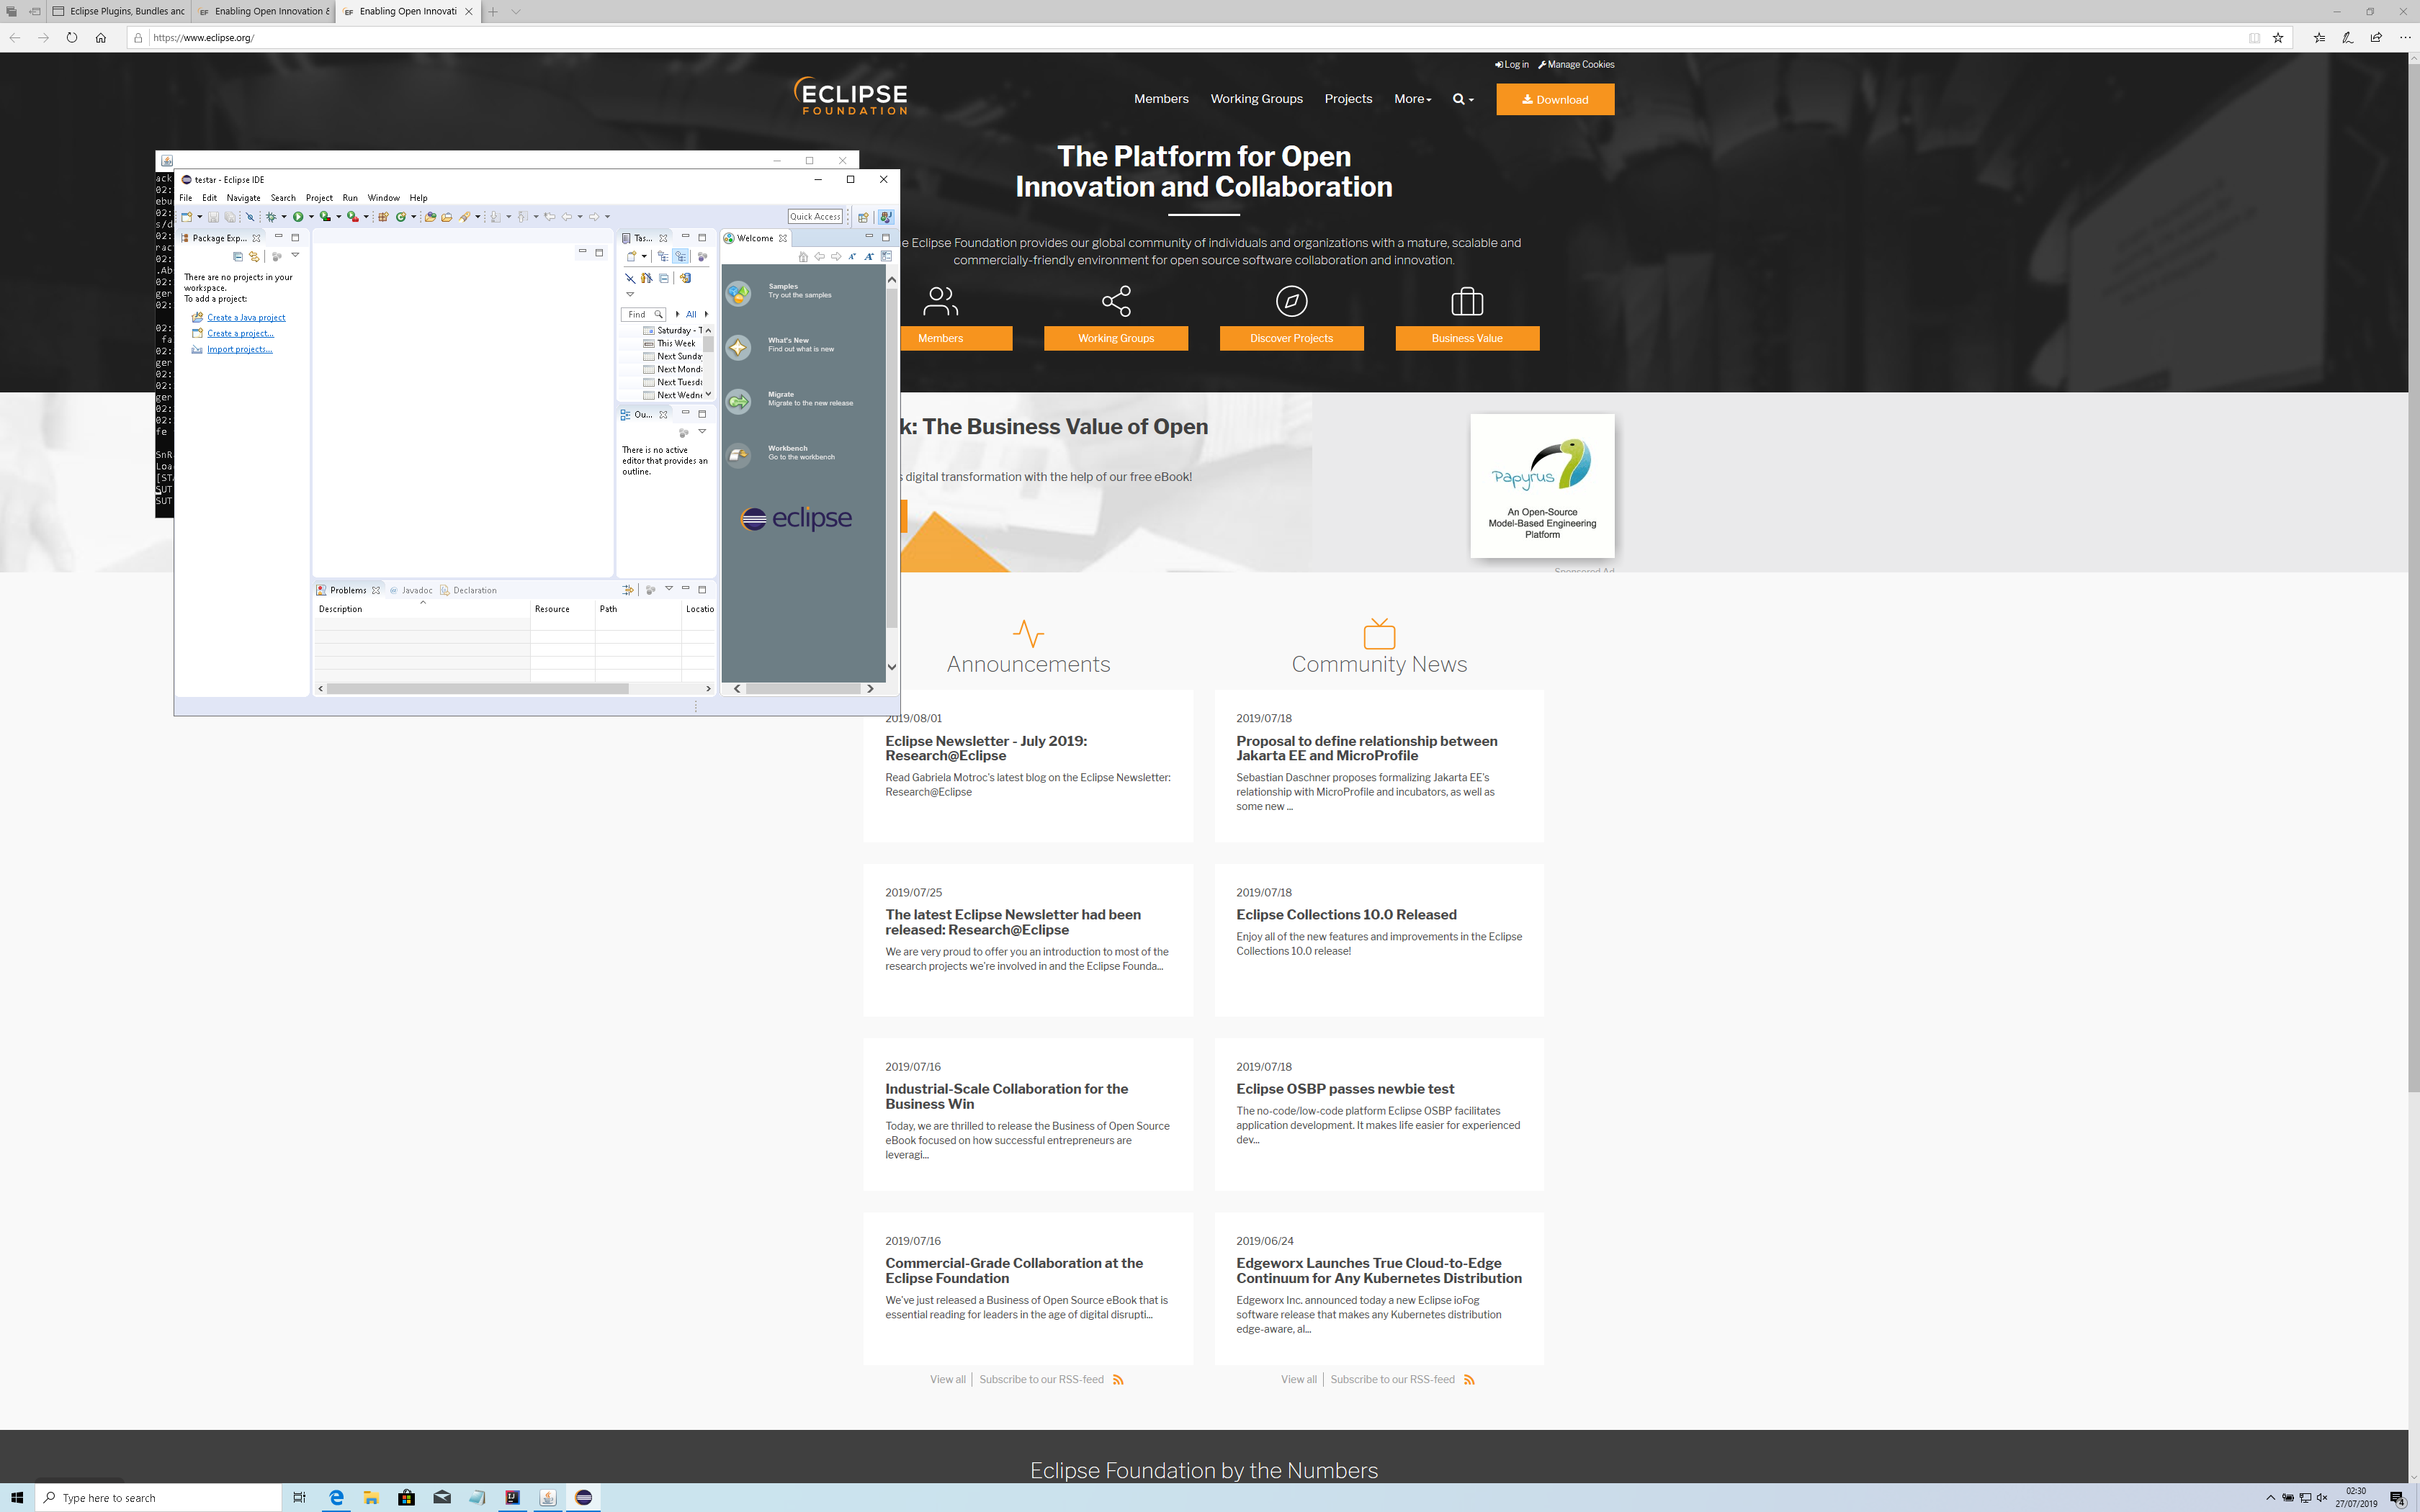 Eclipse Plugins, Bundles and
Enabling Open Innovation &
Enabling Open Innovati
https://www.eclipse.org/
Log in
Manage Cookies
ECLIPSE
FOUNDATION
Members
Working Groups
Projects
More
Download
The Platform for Open
Innovation and Collaboration
e Eclipse Foundation provides our global community of individuals and organizations with a mature, scalable and
commercially-friendly environment for open source software collaboration and innovation.
Members
Working Groups
Discover Projects
Business Value
k: The Business Value of Open
s digital transformation with the help of our free eBook!
Papyrus
An Open-Source
Model-Based Engineering
Platform
Sponsored Ad
testar - Eclipse IDE
File Edit Navigate Search Project Run Window Help
Quick Access
Package Exp...
There are no projects in your
workspace.
To add a project:
Create a Java project
Create a project...
Import projects...
Tas...
Find
All
Saturday - T
This Week
Next Sunday
Next Monda
Next Tuesda
Next Wedne
Ou...
There is no active
editor that provides an
outline.
Welcome
Samples
Try out the samples
What's New
Find out what is new
Migrate
Migrate to the new release
Workbench
Go to the workbench
eclipse
Problems
Javadoc
Declaration
Description
Resource
Path
Locatio
Announcements
2019/08/01
Eclipse Newsletter - July 2019:
Research@Eclipse
Read Gabriela Motroc's latest blog on the Eclipse Newsletter:
Research@Eclipse
2019/07/25
The latest Eclipse Newsletter had been
released: Research@Eclipse
We are very proud to offer you an introduction to most of the
research projects we're involved in and the Eclipse Founda...
2019/07/16
Industrial-Scale Collaboration for the
Business Win
Today, we are thrilled to release the Business of Open Source
eBook focused on how successful entrepreneurs are
leveragi...
2019/07/16
Commercial-Grade Collaboration at the
Eclipse Foundation
We've just released a Business of Open Source eBook that is
essential reading for leaders in the age of digital disrupti...
View all
Subscribe to our RSS-feed
Community News
2019/07/18
Proposal to define relationship between
Jakarta EE and MicroProfile
Sebastian Daschner proposes formalizing Jakarta EE's
relationship with MicroProfile and incubators, as well as
some new ...
2019/07/18
Eclipse Collections 10.0 Released
Enjoy all of the new features and improvements in the Eclipse
Collections 10.0 release!
2019/07/18
Eclipse OSBP passes newbie test
The no-code/low-code platform Eclipse OSBP facilitates
application development. It makes life easier for experienced
dev...
2019/06/24
Edgeworx Launches True Cloud-to-Edge
Continuum for Any Kubernetes Distribution
Edgeworx Inc. announced today a new Eclipse ioFog
software release that makes any Kubernetes distribution
edge-aware, al...
View all
Subscribe to our RSS-feed
Eclipse Foundation by the Numbers
Type here to search
02:30
27/07/2019
4